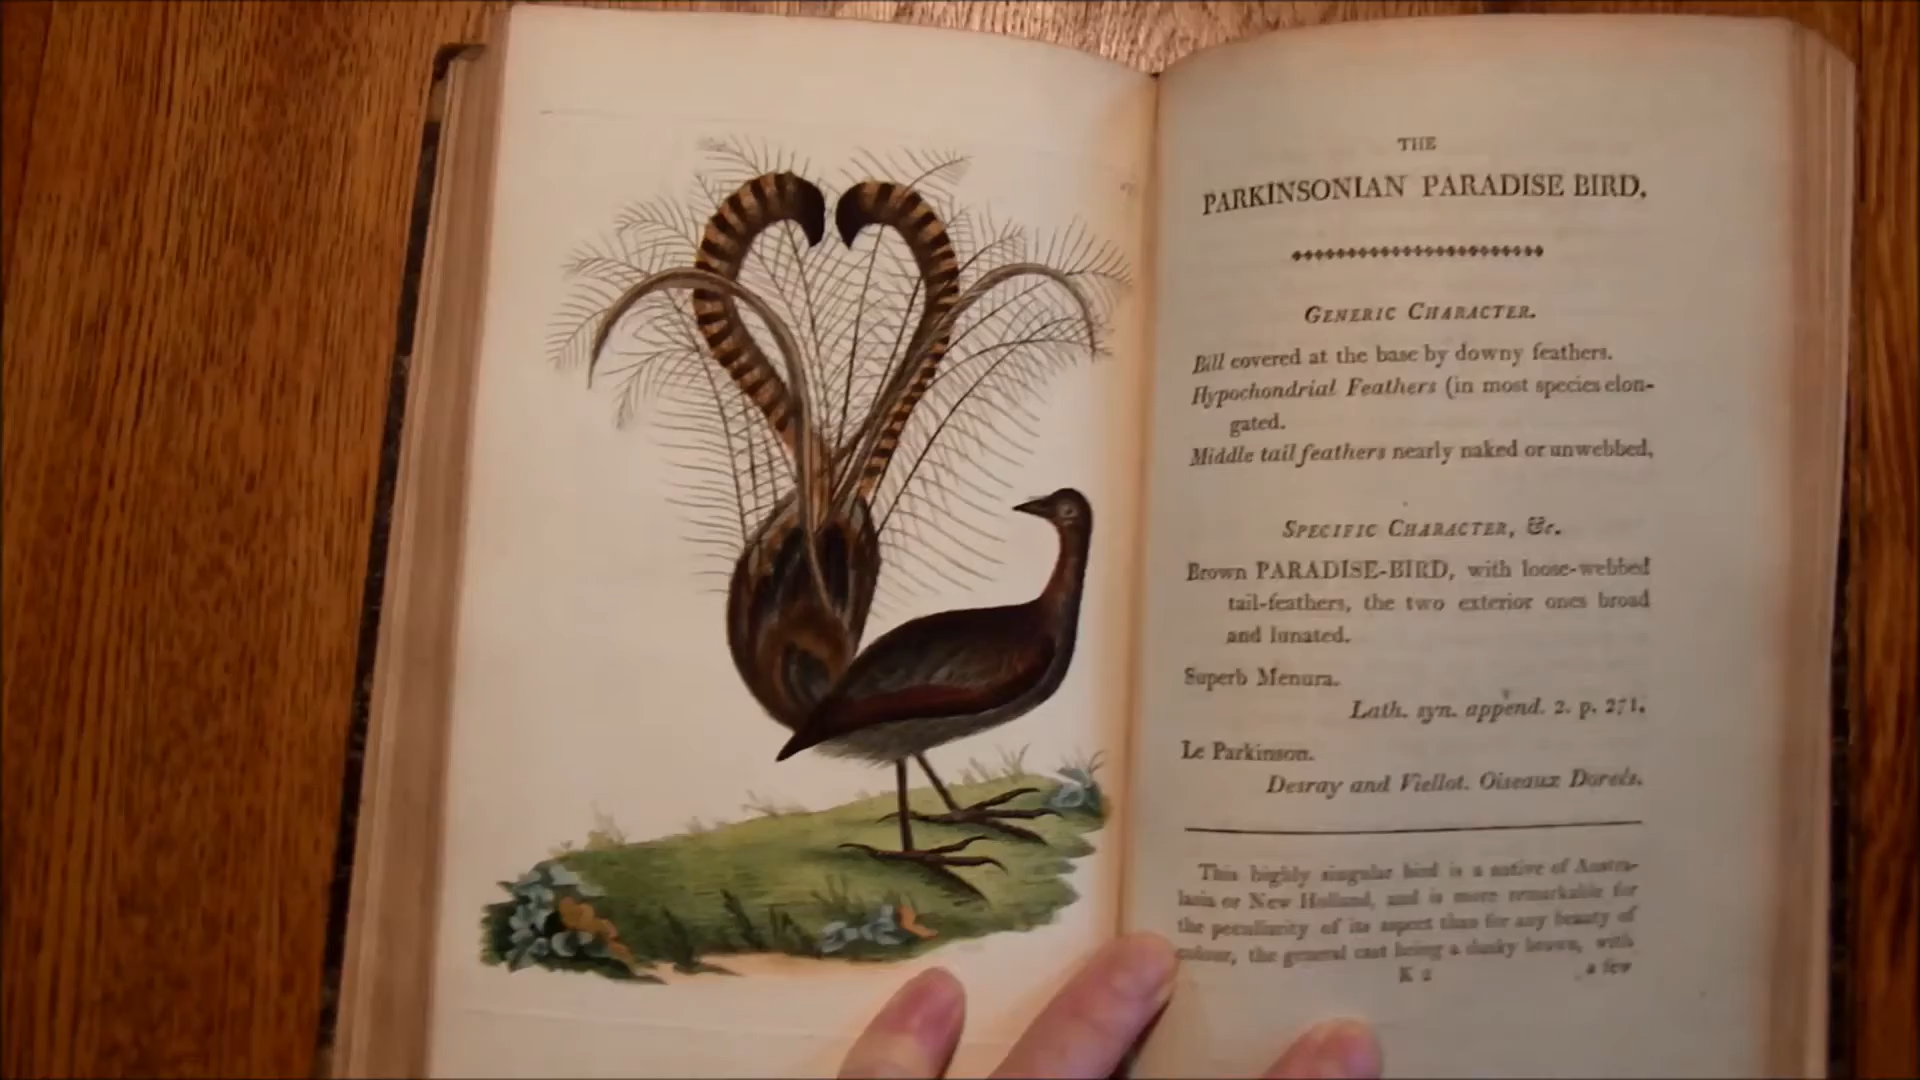 THE
PARKINSONIAN PARADISE BIRD.
GENERIC CHARACTER.
Bill covered at the base by downy feathers.
Hypochondrial Feathers (in most species elon-
gated.
Middle tail feathers nearly naked or unwebbed,
SPECIFIC CHARACTER, &c.
Brown PARADISE-BIRD, with loose-webbed
tail-feathers, the two exterior ones broad
and lunated.
Superb Menura.
Lath. syn. append. 2. p. 271.
Le Parkinson.
Desray and Viellot. Oiseaux Dorés.
This highly singular bird is a native of Austra-
lasia or New Holland, and is more remarkable for
the peculiarity of its aspect than for any beauty of
colour, the general cast being a dusky brown, with
K 2
a few